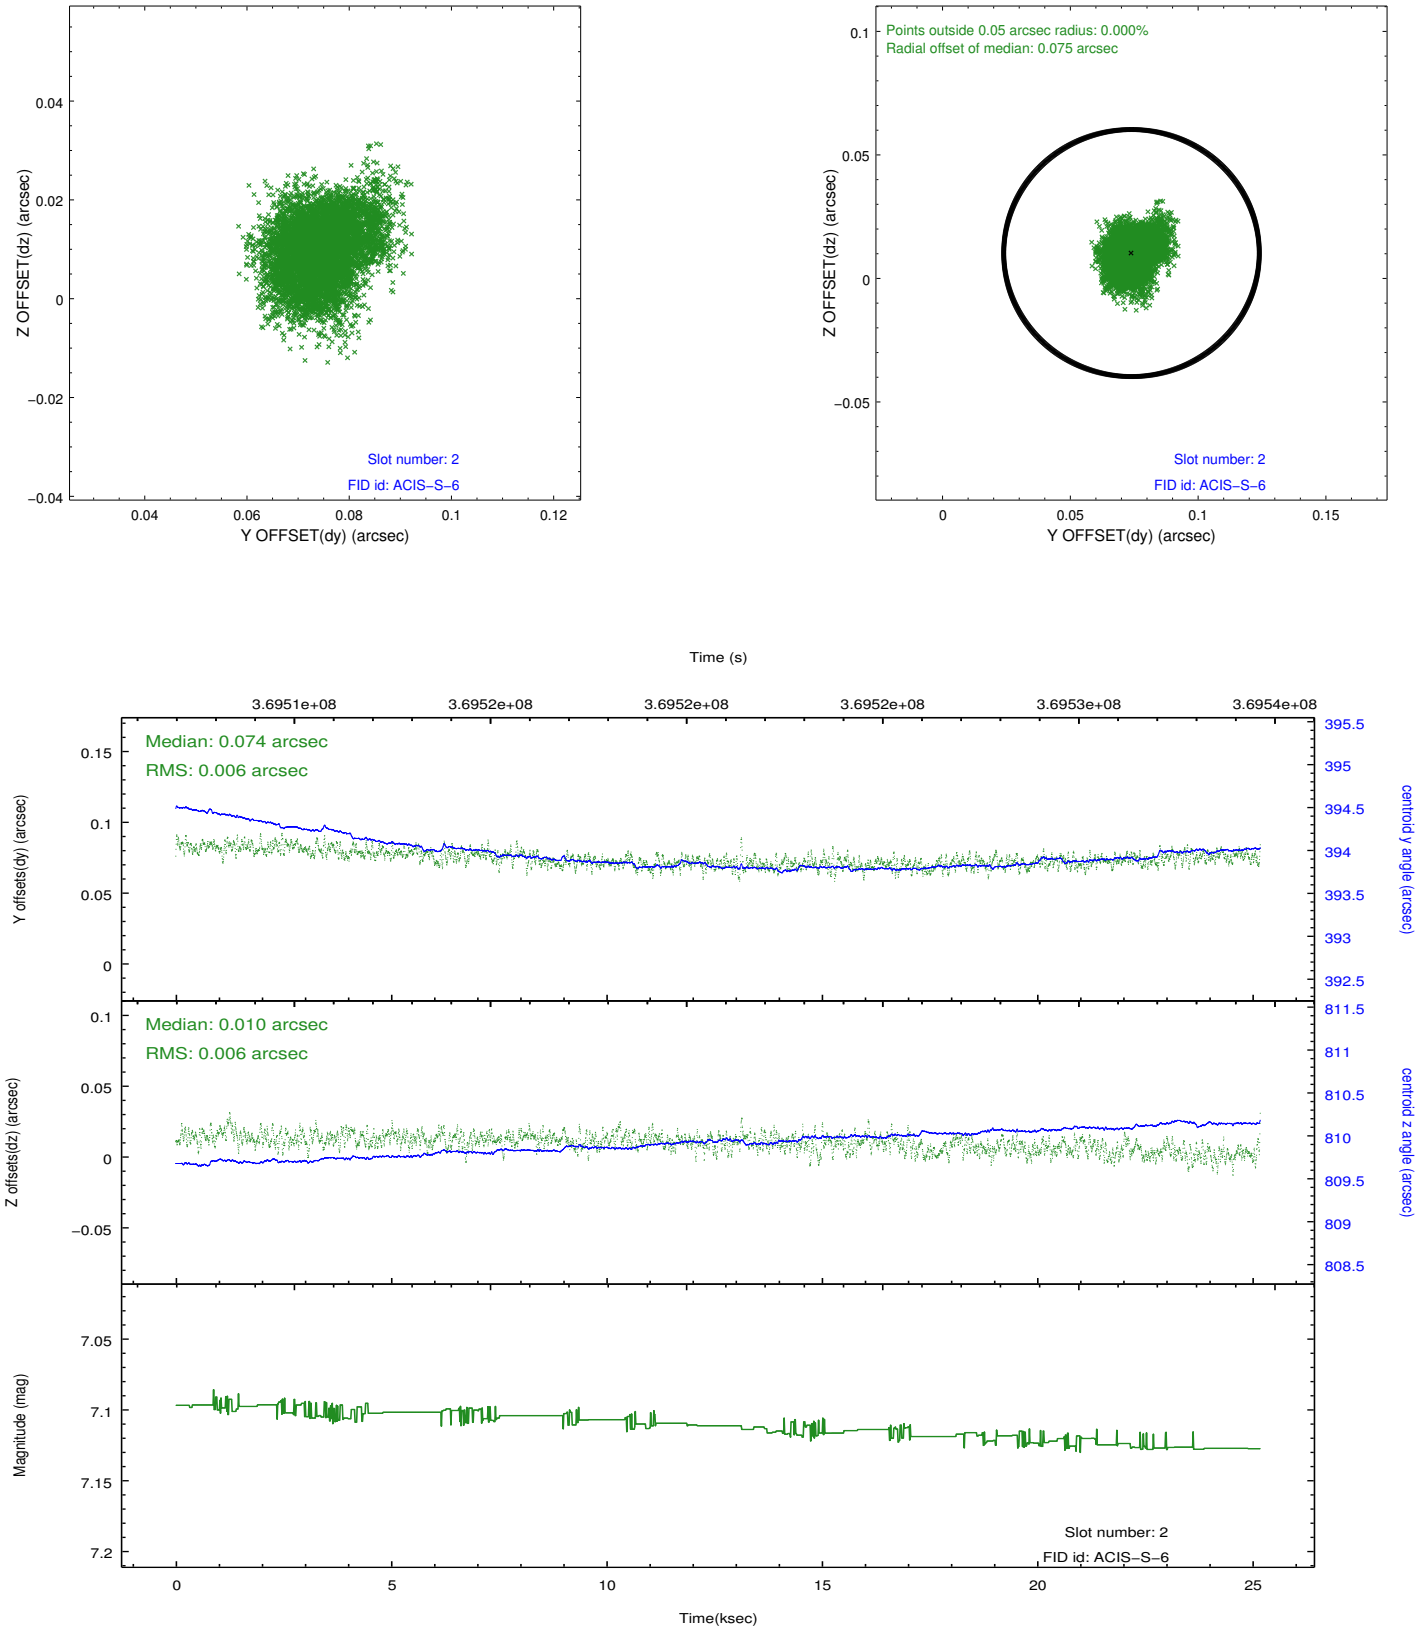 0.04
0.02
0
−0.02
−0.04
Z OFFSET(dz) (arcsec)
Slot number: 2
FID id: ACIS−S−6
0.04 0.06 0.08 0.1 0.12
Y OFFSET(dy) (arcsec)
Points outside 0.05 arcsec radius: 0.000%
Radial offset of median: 0.075 arcsec
0.1
0.05
0
−0.05
Z OFFSET(dz) (arcsec)
Slot number: 2
FID id: ACIS−S−6
0 0.05 0.1 0.15
Y OFFSET(dy) (arcsec)
Time (s)
3.6951e+08 3.6952e+08 3.6952e+08 3.6952e+08 3.6953e+08 3.6954e+08
Median: 0.074 arcsec
RMS: 0.006 arcsec
0.15
0.1
0.05
0
Y offsets(dy) (arcsec)
395.5
395
394.5
394
393.5
393
392.5
centroid y angle (arcsec)
Median: 0.010 arcsec
RMS: 0.006 arcsec
0.1
0.05
0
−0.05
Z offsets(dz) (arcsec)
811.5
811
810.5
810
809.5
809
808.5
centroid z angle (arcsec)
7.05
7.1
7.15
7.2
Magnitude (mag)
Slot number: 2
FID id: ACIS−S−6
0 5 10 15 20 25
Time(ksec)